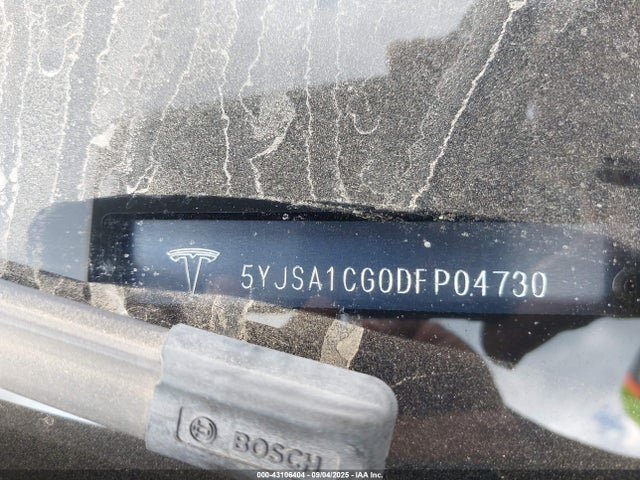 5YJSA1CG0DFP04730
BOSCH
000-43106404 - 09/04/2025 - IAA Inc.